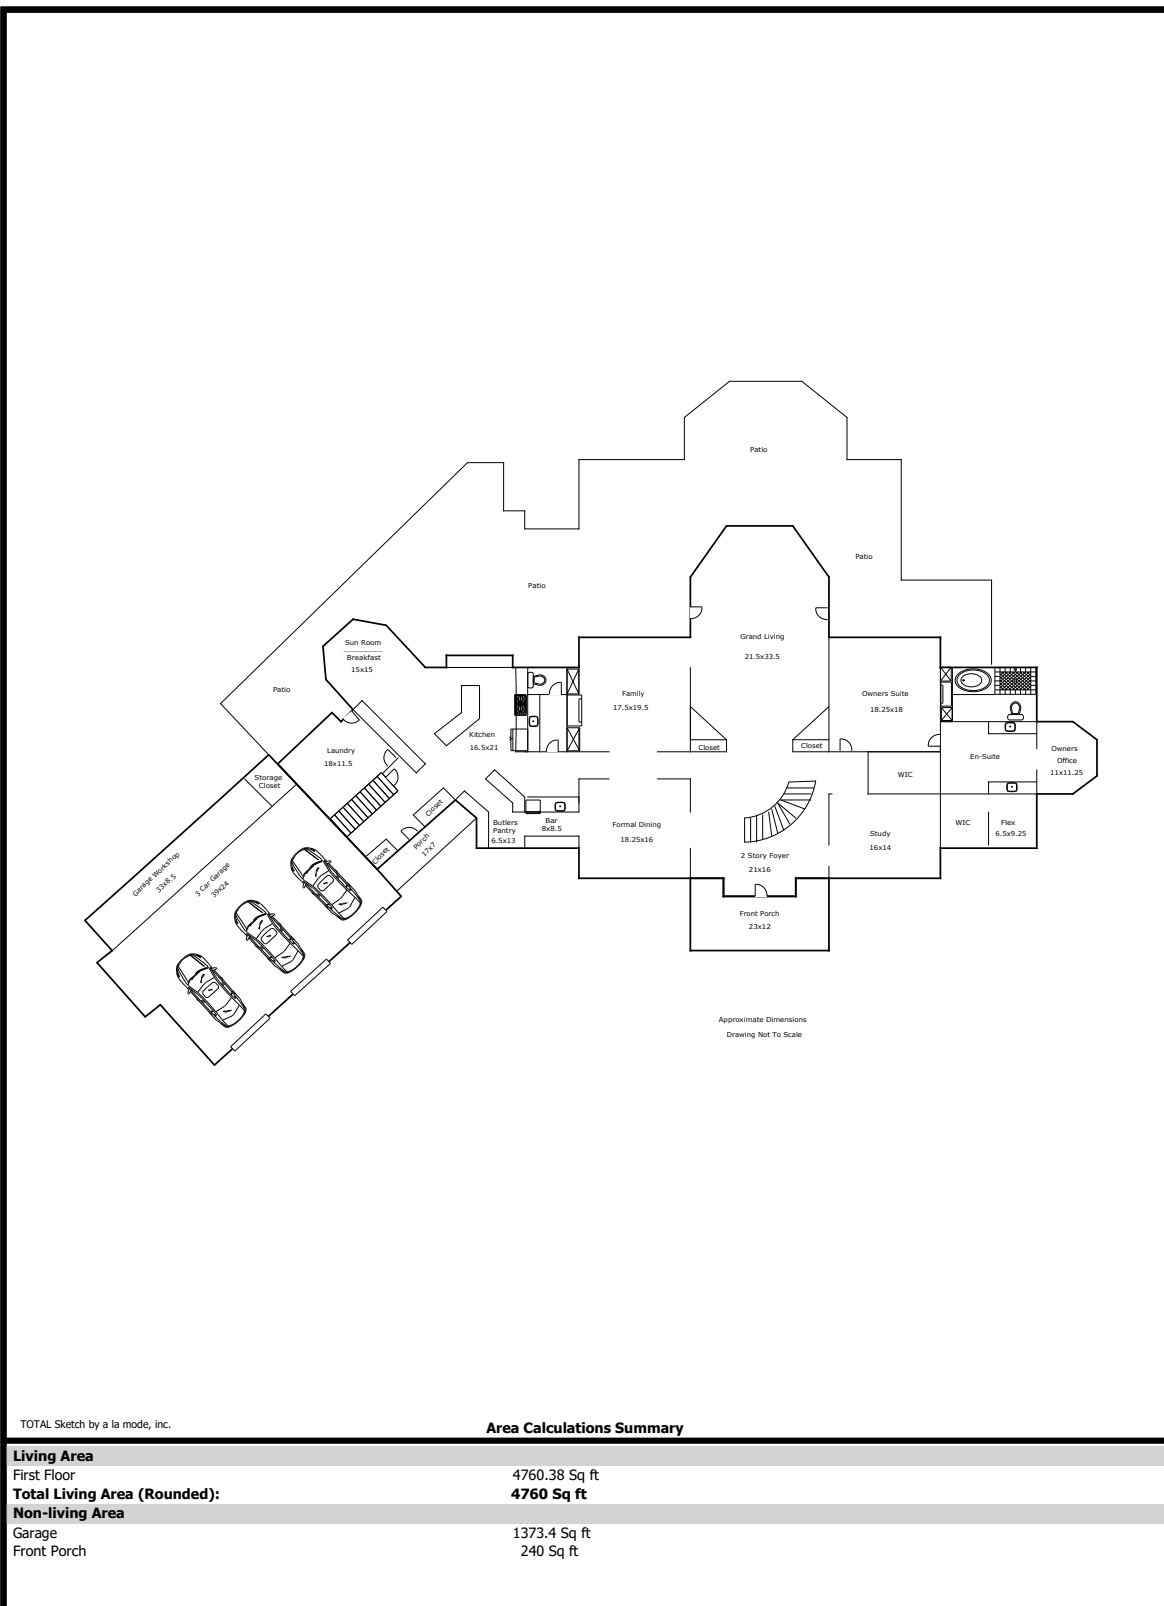 Patio
Patio
Patio
Sun Room
Breakfast
15x15
Grand Living
21.5x33.5
Patio
Family
17.5x19.5
Owners Suite
18.25x18
Kitchen
16.5x21
Laundry
18x11.5
Closet
Closet
Owners
Office
11x11.25
En-Suite
WIC
Storage
Closet
Closet
Butlers
Pantry
6.5x13
Bar
8x8.5
Formal Dining
18.25x16
WIC
Flex
6.5x9.25
Study
16x14
2 Story Foyer
21x16
Porch
17x7
Closet
Garage Workshop
33x8.5
3 Car Garage
39x24
Front Porch
23x12
Approximate Dimensions
Drawing Not To Scale
TOTAL Sketch by a la mode, inc.
Area Calculations Summary
Living Area
First Floor 4760.38 Sq ft
Total Living Area (Rounded): 4760 Sq ft
Non-living Area
Garage 1373.4 Sq ft
Front Porch 240 Sq ft